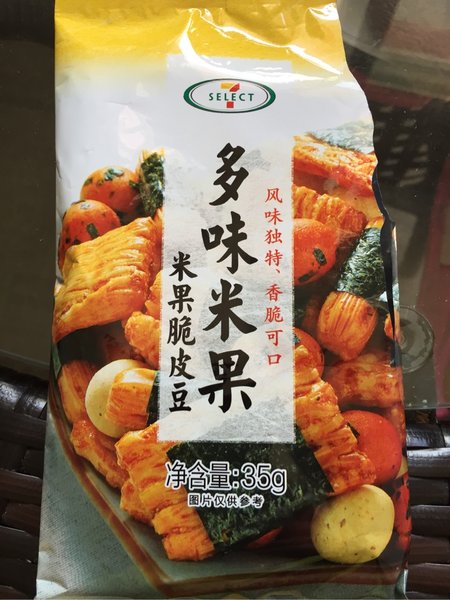 7
SELECT
多味米果
风味独特、香脆可口
米果脆皮豆
净含量:35g
图片仅供参考